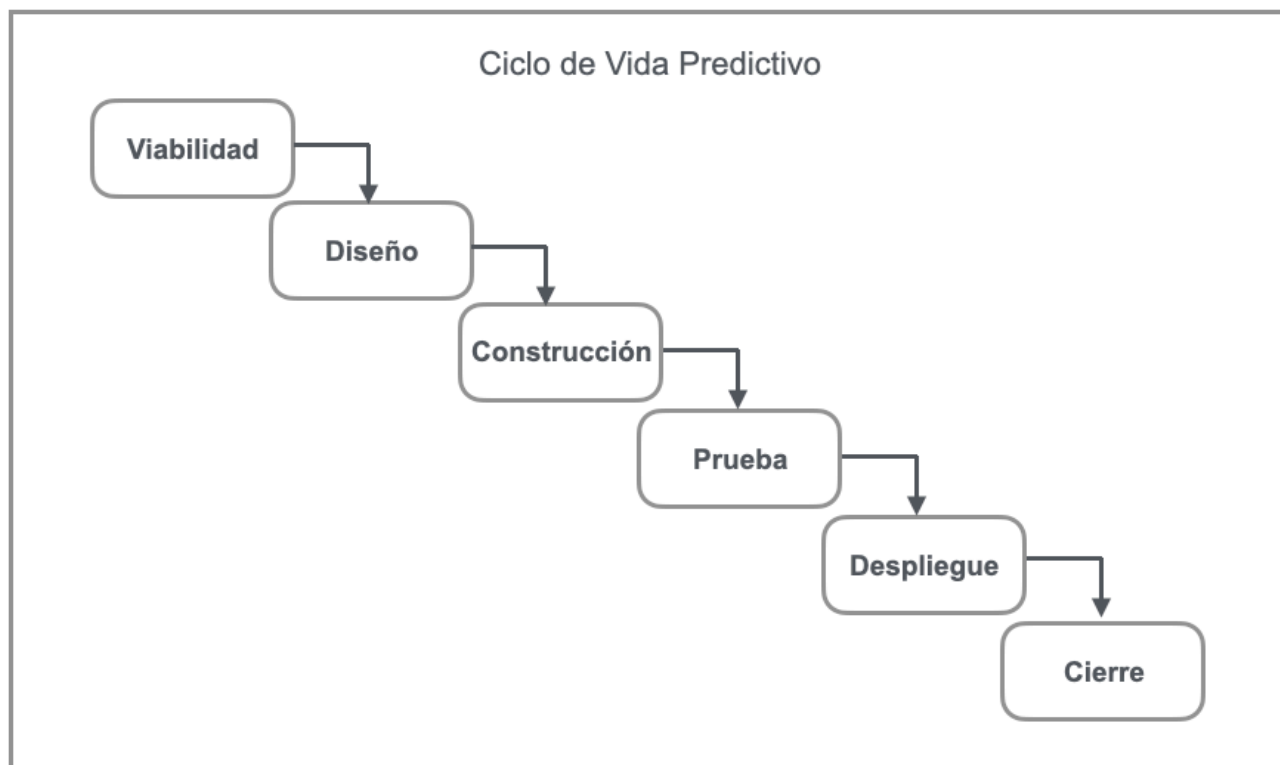 Ciclo de Vida Predictivo
Viabilidad
Diseño
Construcción
Prueba
Despliegue
Cierre